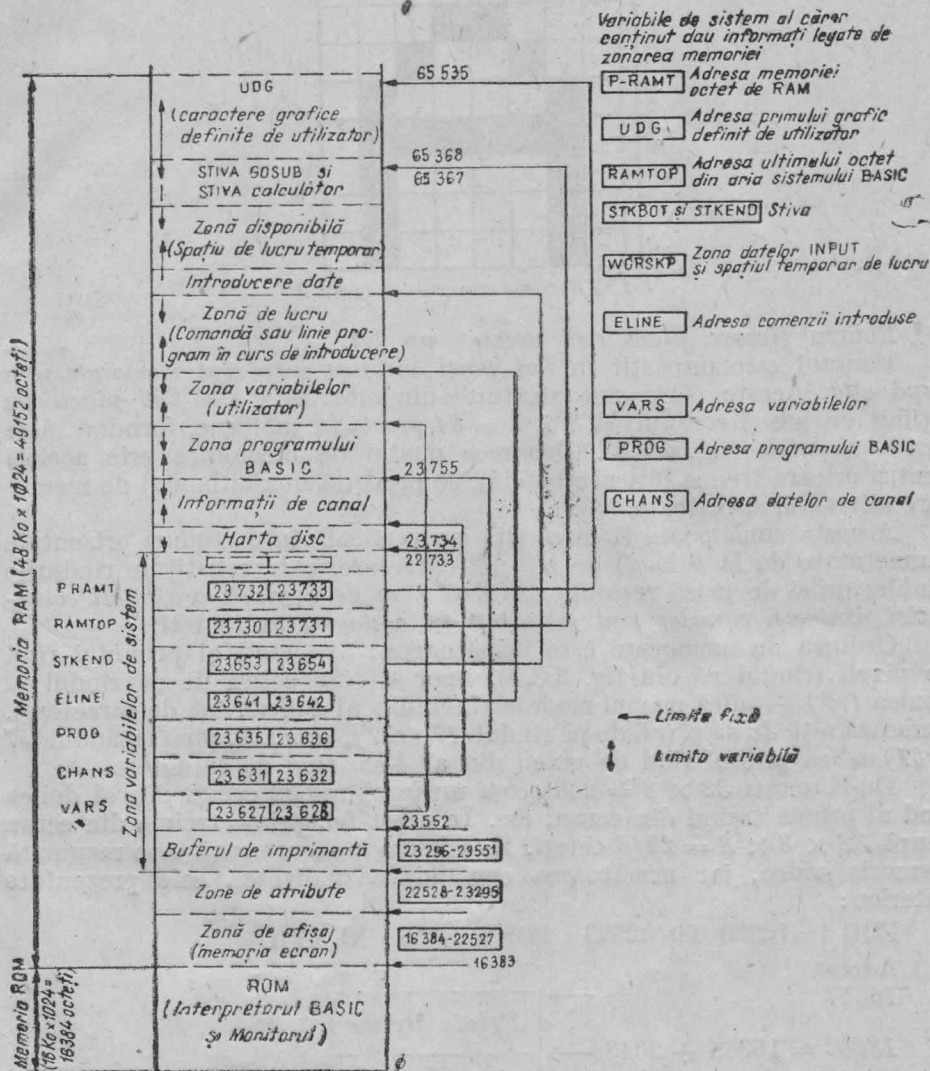 Variabile de sistem al căror
conținut dau informați legate de
zonarea memoriei
P-RAMT Adresa memoriei
octet de RAM
UDG Adresa primului grafic
definit de utilizator
RAMTOP Adresa ultimului octet
din aria sistemului BASIC
STKBOT și STKEND Stiva
WORSKP Zona datelor INPUT
și spațiul temporar de lucru
ELINE Adresa comenzii introduse
VARS Adresa variabilelor
PROG Adresa programului BASIC
CHANS Adresa datelor de canal
Limita fixă
Limita variabilă
65 535
UDG
(caractere grafice
definite de utilizator)
65 368
STIVA GOSUB și
65 367
STIVA calculator
Zonă disponibilă
(Spațiu de lucru temporar)
Introducere date
Zonă de lucru
(Comandă sau linie pro-
gram în curs de introducere)
Zona variabilelor
(utilizator)
Zona programului
BASIC
23 755
Informații de canal
Harta disc
23,734
22 733
PRAMT 23 732 23 733
RAMTOP 23 730 23 731
STKEND 23653 23 654
ELINE 23 641 23 642
PROG 23 635 23 636
CHANS 23 631 23 632
VARS 23 627 23 628
23 552
Buferul de imprimantă 23 296-23551
Zone de atribute 22528-23295
Zonă de afișaj
(memoria ecran)
16 384-22527
16383
ROM
(Interpretorul BASIC
și Monitorul)
ϕ
Zona variabilelor de sistem
Memoria RAM (48 Ko x 1024 = 49152 octeți)
Memoria ROM
(16 Ko x 1024 =
16384 octeți)